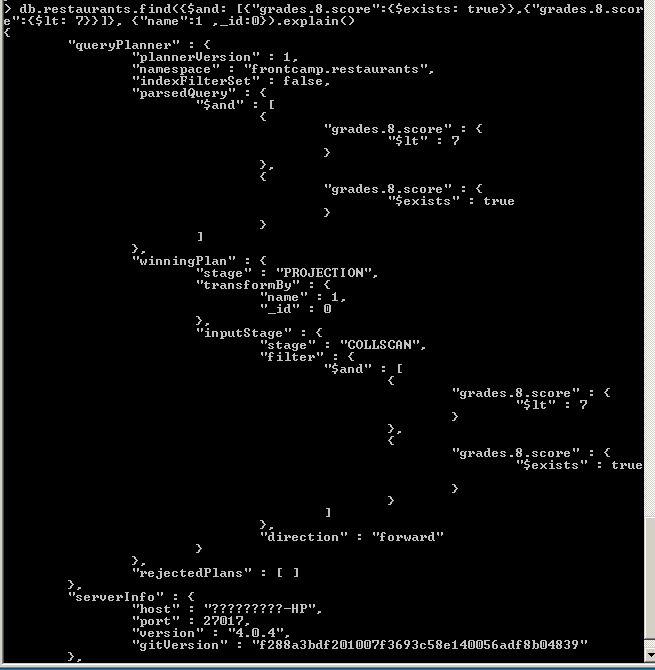 > db.restaurants.find({$and: [{"grades.8.score":{$exists: true}},{"grades.8.scor
e":{$lt: 7}}]}, {"name":1 ,_id:0}).explain()
{
"queryPlanner" : {
"plannerVersion" : 1,
"namespace" : "frontcamp.restaurants",
"indexFilterSet" : false,
"parsedQuery" : {
"$and" : [
{
"grades.8.score" : {
"$lt" : 7
}
},
{
"grades.8.score" : {
"$exists" : true
}
}
]
},
"winningPlan" : {
"stage" : "PROJECTION",
"transformBy" : {
"name" : 1,
"_id" : 0
},
"inputStage" : {
"stage" : "COLLSCAN",
"filter" : {
"$and" : [
{
"grades.8.score" : {
"$lt" : 7
}
},
{
"grades.8.score" : {
"$exists" : true
}
}
]
},
"direction" : "forward"
}
},
"rejectedPlans" : [ ]
},
"serverInfo" : {
"host" : "?????????-HP",
"port" : 27017,
"version" : "4.0.4",
"gitVersion" : "f288a3bdf201007f3693c58e140056adf8b04839"
},